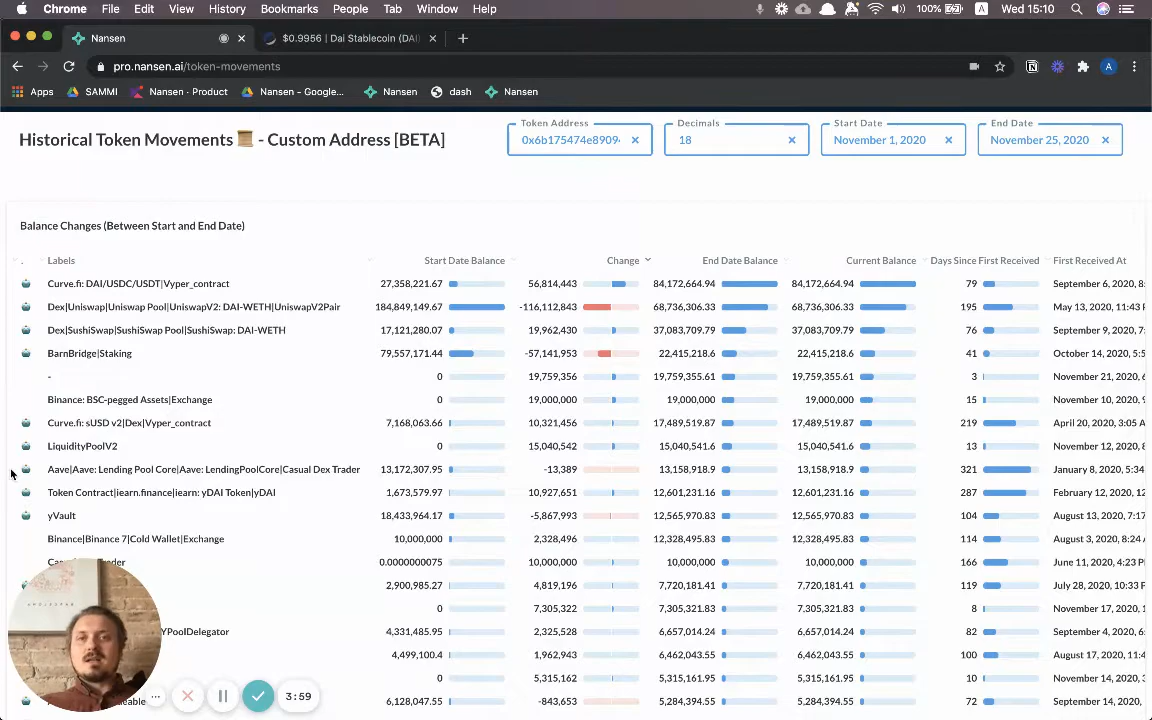 Chrome File Edit View History Bookmarks People Tab Window Help 100% A Wed 15:10
Nansen $0.9956 | Dai Stablecoin (DAI)
pro.nansen.ai/token-movements A
Apps SAMMI Nansen · Product Nansen - Google... Nansen dash Nansen
Historical Token Movements - Custom Address [BETA]
Token Address Decimals Start Date End Date
0x6b175474e8909 18 November 1, 2020 November 25, 2020
Balance Changes (Between Start and End Date)
. Labels Start Date Balance Change End Date Balance Current Balance Days Since First Received First Received At
Curve.fi: DAI/USDC/USDT|Vyper_contract 27,358,221.67 56,814,443 84,172,664.94 84,172,664.94 79 September 6, 2020, 8:
Dex|Uniswap|Uniswap Pool|UniswapV2: DAI-WETH|UniswapV2Pair 184,849,149.67 -116,112,843 68,736,306.33 68,736,306.33 195 May 13, 2020, 11:43
Dex|SushiSwap|SushiSwap Pool|SushiSwap: DAI-WETH 17,121,280.07 19,962,430 37,083,709.79 37,083,709.79 76 September 9, 2020, 7:
BarnBridge|Staking 79,557,171.44 -57,141,953 22,415,218.6 22,415,218.6 41 October 14, 2020, 5:5
- 0 19,759,356 19,759,355.61 19,759,355.61 3 November 21, 2020,
Binance: BSC-pegged Assets|Exchange 0 19,000,000 19,000,000 19,000,000 15 November 10, 2020,
Curve.fi: sUSD v2|Dex|Vyper_contract 7,168,063.66 10,321,456 17,489,519.87 17,489,519.87 219 April 20, 2020, 3:05 A
LiquidityPoolV2 0 15,040,542 15,040,541.6 15,040,541.6 13 November 12, 2020,
Aave|Aave: Lending Pool Core|Aave: LendingPoolCore|Casual Dex Trader 13,172,307.95 -13,389 13,158,918.9 13,158,918.9 321 January 8, 2020, 5:34
Token Contract|iearn.finance|iearn: yDAI Token|yDAI 1,673,579.97 10,927,651 12,601,231.16 12,601,231.16 287 February 12, 2020, 12
yVault 18,433,964.17 -5,867,993 12,565,970.83 12,565,970.83 104 August 13, 2020, 7:17
Binance|Binance 7|Cold Wallet|Exchange 10,000,000 2,328,496 12,328,495.83 12,328,495.83 114 August 3, 2020, 8:24
0.0000000075 10,000,000 10,000,000 10,000,000 166 June 11, 2020, 4:23
2,900,985.27 4,819,196 7,720,181.41 7,720,181.41 119 July 28, 2020, 10:33
0 7,305,322 7,305,321.83 7,305,321.83 8 November 17, 2020,
YPoolDelegator 4,331,485.95 2,325,528 6,657,014.24 6,657,014.24 82 September 4, 2020,
4,499,100.4 1,962,943 6,462,043.55 6,462,043.55 100 August 17, 2020, 11:4
0 5,315,162 5,315,161.95 5,315,161.95 10 November 14, 2020,
6,128,047.55 -843,653 5,284,394.55 5,284,394.55 72 September 14, 2020,
3:59